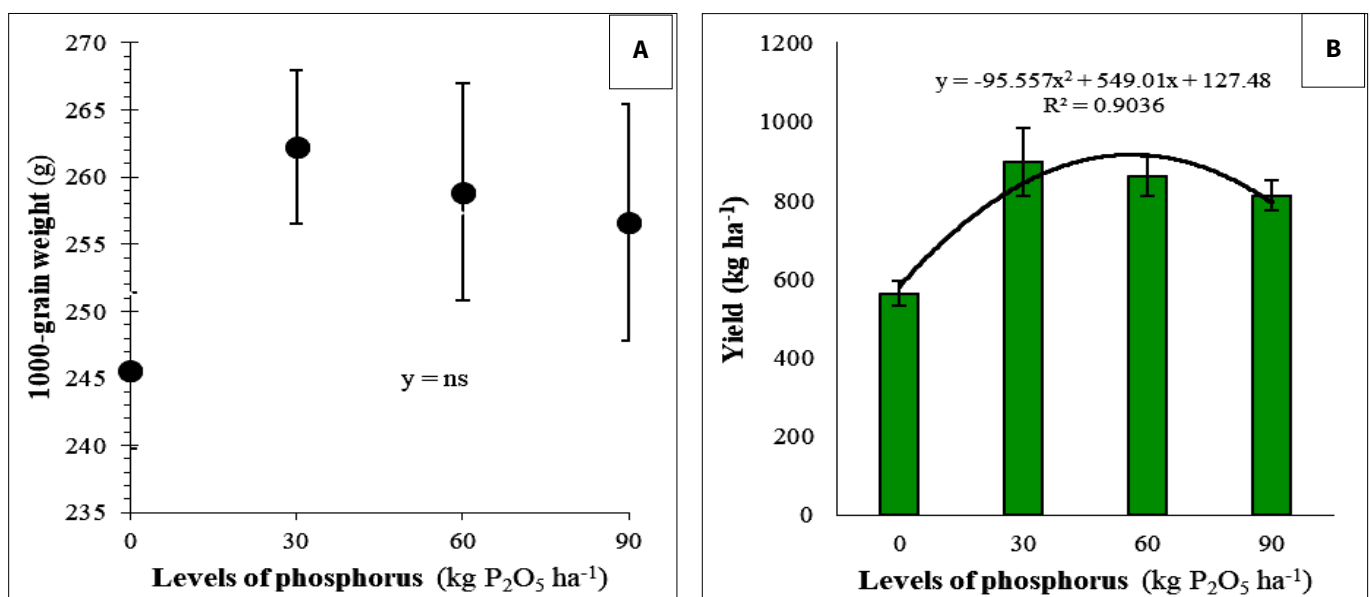 A
270
265
260
255
250
245
240
235
1000-grain weight (g)
y = ns
0 30 60 90
Levels of phosphorus (kg P₂O₅ ha⁻¹)
B
1200
1000
800
600
400
200
0
Yield (kg ha⁻¹)
y = -95.557x² + 549.01x + 127.48
R² = 0.9036
0 30 60 90
Levels of phosphorus (kg P₂O₅ ha⁻¹)